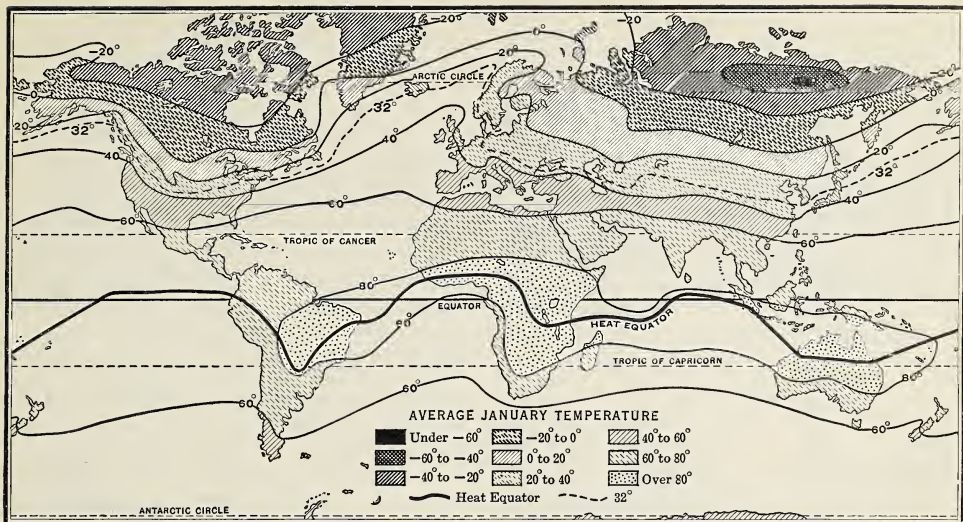 -20°
-20°
0°
-20°
-20°
ARCTIC CIRCLE
20°
0°
20°
32°
32°
40°
40°
0°
20°
32°
40°
60°
60°
60°
TROPIC OF CANCER
80°
EQUATOR
HEAT EQUATOR
TROPIC OF CAPRICORN
80°
60°
60°
60°
AVERAGE JANUARY TEMPERATURE
Under -60° -20° to 0° 40° to 60°
-60° to -40° 0° to 20° 60° to 80°
-40° to -20° 20° to 40° Over 80°
Heat Equator 32°
ANTARCTIC CIRCLE